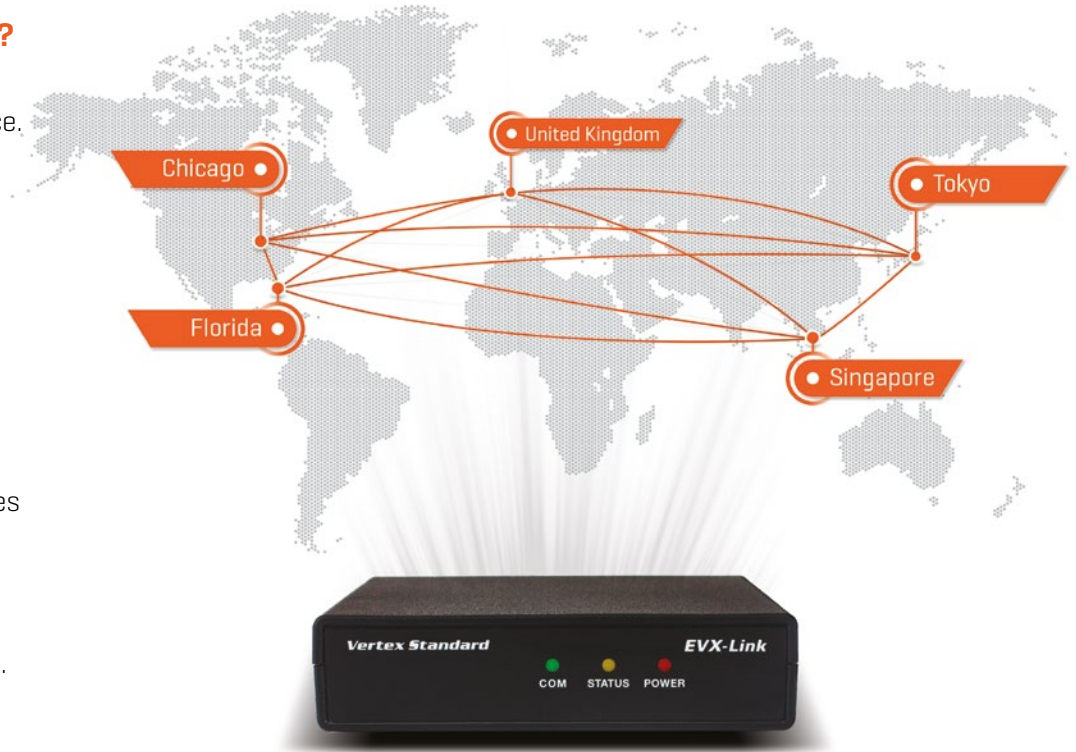 ?
ce.
United Kingdom
Chicago
Tokyo
Florida
Singapore
es
.
Vertex Standard
EVX-Link
COM STATUS POWER